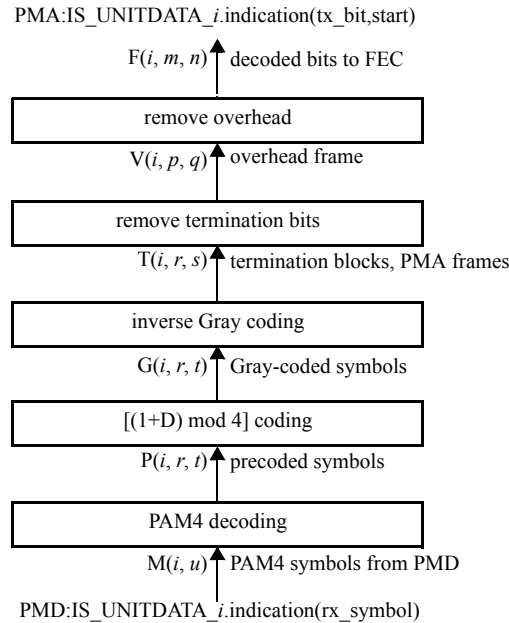 PMA:IS_UNITDATA_i.indication(tx_bit,start)
F(i, m, n) decoded bits to FEC
remove overhead
V(i, p, q) overhead frame
remove termination bits
T(i, r, s) termination blocks, PMA frames
inverse Gray coding
G(i, r, t) Gray-coded symbols
[(1+D) mod 4] coding
P(i, r, t) precoded symbols
PAM4 decoding
M(i, u) PAM4 symbols from PMD
PMD:IS_UNITDATA_i.indication(rx_symbol)